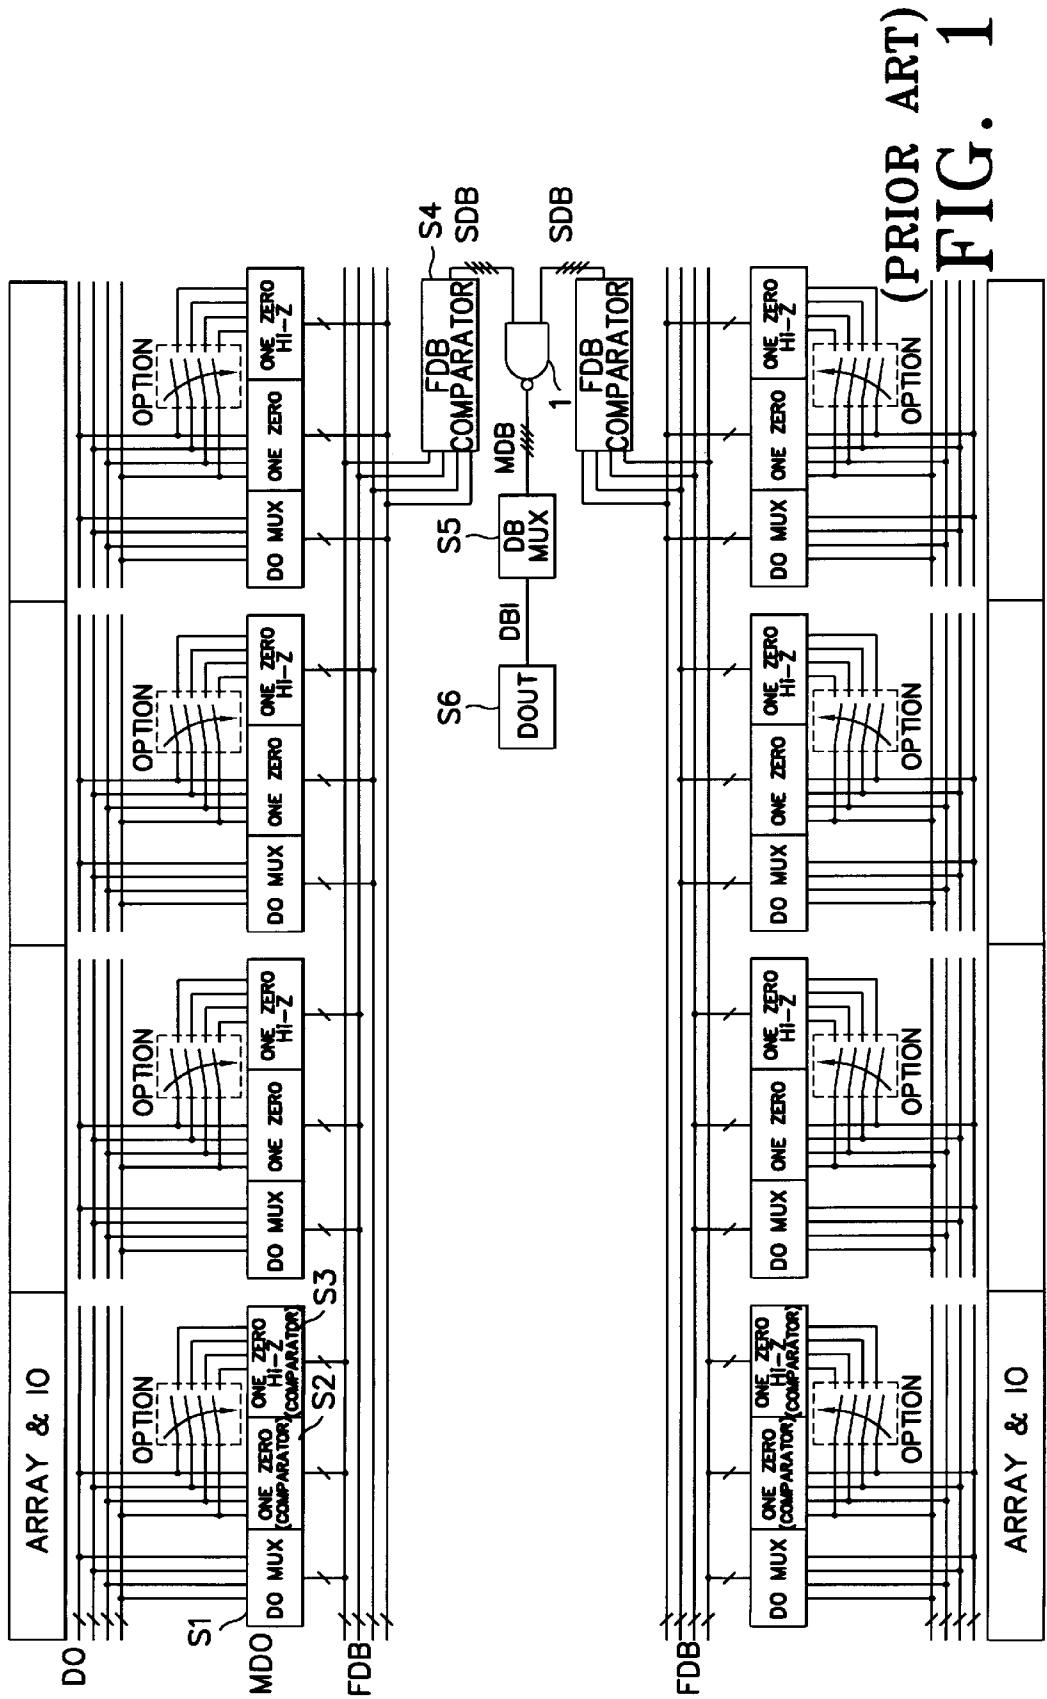 ARRAY & IO
DO
OPTION
OPTION
OPTION
OPTION
S1
MDO
DO MUX
ONE ZERO
(COMPARATOR)
ONE ZERO
Hi-Z
(COMPARATOR)
DO MUX
ONE ZERO
ONE ZERO
Hi-Z
DO MUX
ONE ZERO
ONE ZERO
Hi-Z
DO MUX
ONE ZERO
ONE ZERO
Hi-Z
S2
S3
FDB
S4
FDB
COMPARATOR
SDB
S6
DOUT
DBI
S5
DB
MUX
MDB
1
SDB
FDB
COMPARATOR
FDB
DO MUX
ONE ZERO
(COMPARATOR)
ONE ZERO
Hi-Z
(COMPARATOR)
DO MUX
ONE ZERO
ONE ZERO
Hi-Z
DO MUX
ONE ZERO
ONE ZERO
Hi-Z
DO MUX
ONE ZERO
ONE ZERO
Hi-Z
OPTION
OPTION
OPTION
OPTION
ARRAY & IO
(PRIOR ART)
FIG. 1